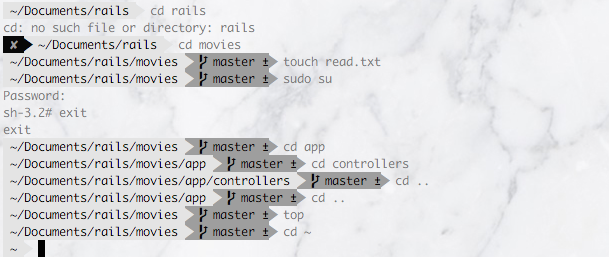 ~/Documents/rails cd rails
cd: no such file or directory: rails
✘ ~/Documents/rails cd movies
~/Documents/rails/movies master ± touch read.txt
~/Documents/rails/movies master ± sudo su
Password:
sh-3.2# exit
exit
~/Documents/rails/movies master ± cd app
~/Documents/rails/movies/app master ± cd controllers
~/Documents/rails/movies/app/controllers master ± cd ..
~/Documents/rails/movies/app master ± cd ..
~/Documents/rails/movies master ± top
~/Documents/rails/movies master ± cd ~
~